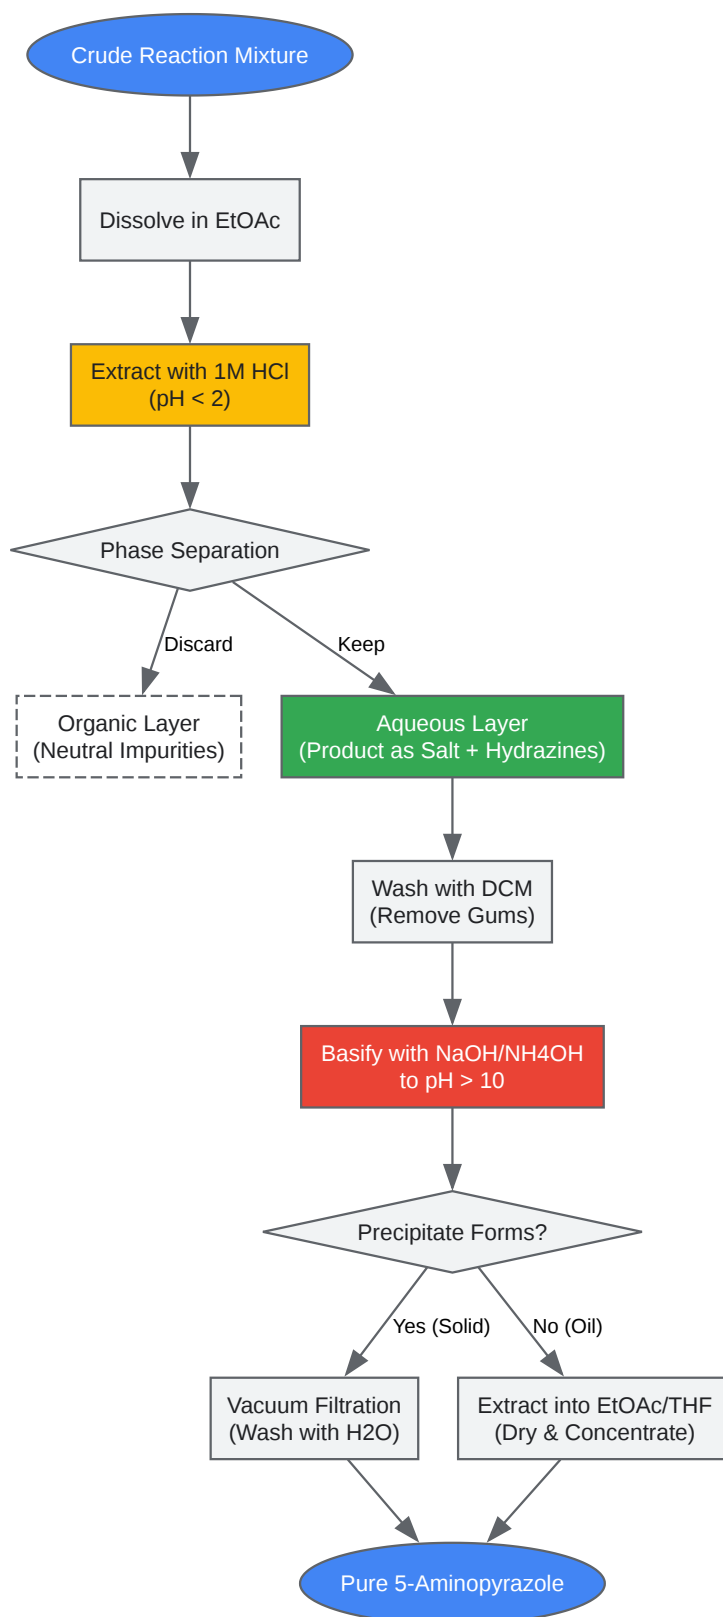 Crude Reaction Mixture
Dissolve in EtOAc
Extract with 1M HCl
(pH < 2)
Phase Separation
Discard
Keep
Organic Layer
(Neutral Impurities)
Aqueous Layer
(Product as Salt + Hydrazines)
Wash with DCM
(Remove Gums)
Basify with NaOH/NH4OH
to pH > 10
Precipitate Forms?
Yes (Solid)
No (Oil)
Vacuum Filtration
(Wash with H2O)
Extract into EtOAc/THF
(Dry & Concentrate)
Pure 5-Aminopyrazole